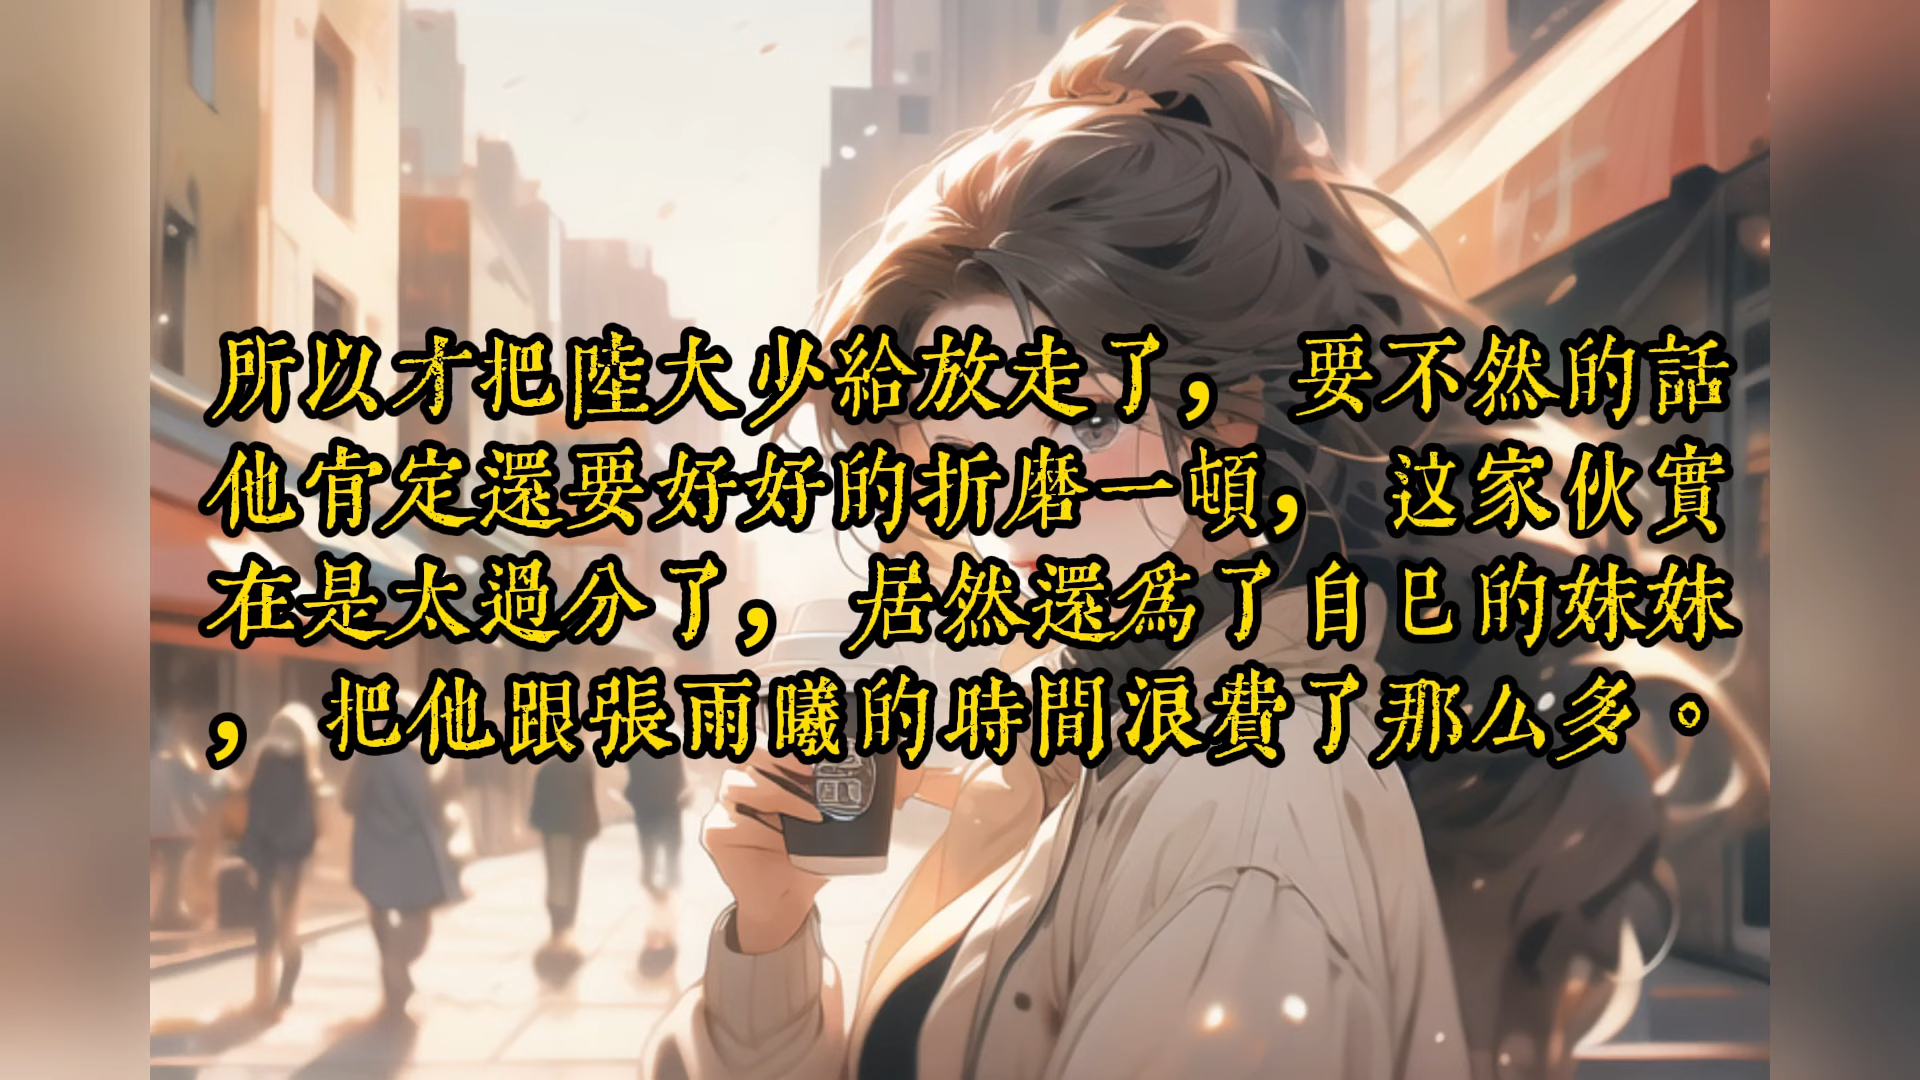 所以才把陸大少給放走了，要不然的話
他肯定還要好好的折磨一頓，这家伙實
在是太過分了，居然還爲了自已的妹妹
，把他跟張雨曦的時間浪費了那么多。